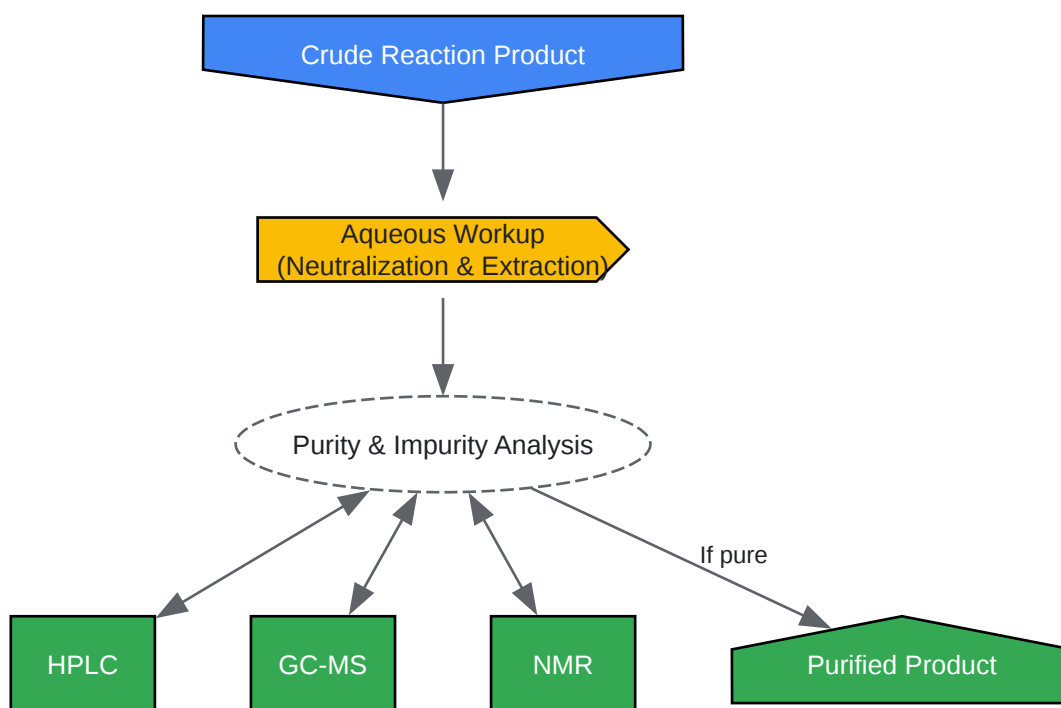 Crude Reaction Product
Aqueous Workup
(Neutralization & Extraction)
Purity & Impurity Analysis
If pure
HPLC
GC-MS
NMR
Purified Product